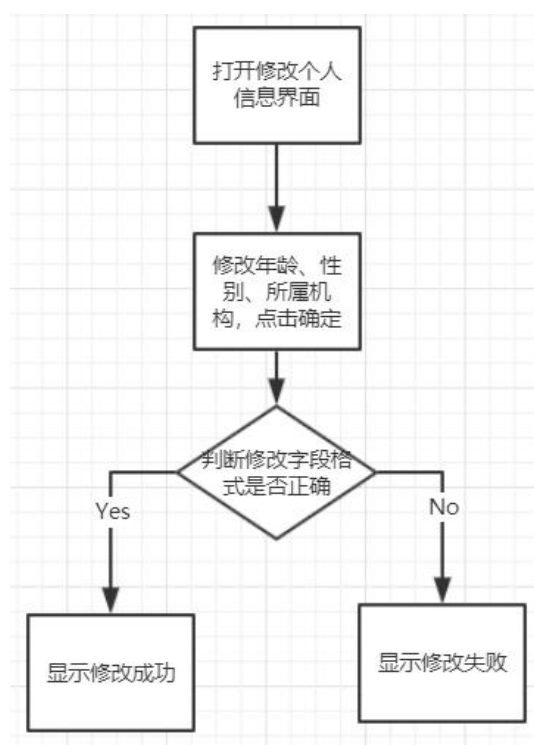 打开修改个人
信息界面
修改年龄、性
别、所属机
构，点击确定
判断修改字段格
式是否正确
Yes
No
显示修改成功
显示修改失败